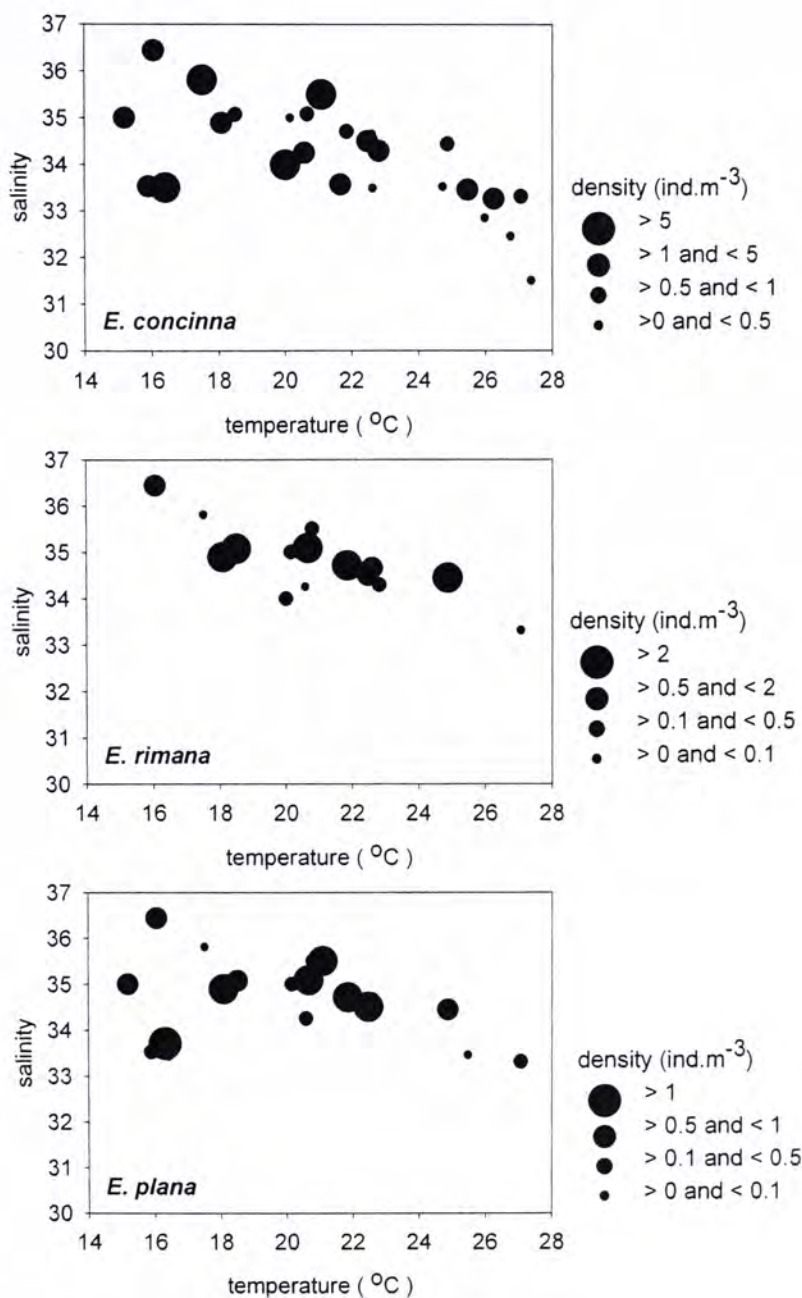 37
36
35
34
33
32
31
30
salinity
E. concinna
14 16 18 20 22 24 26 28
temperature ( °C )
density (ind.m-3)
> 5
> 1 and < 5
> 0.5 and < 1
>0 and < 0.5
37
36
35
34
33
32
31
30
salinity
E. rimana
14 16 18 20 22 24 26 28
temperature ( °C )
density (ind.m-3)
> 2
> 0.5 and < 2
> 0.1 and < 0.5
> 0 and < 0.1
37
36
35
34
33
32
31
30
salinity
E. plana
14 16 18 20 22 24 26 28
temperature ( °C )
density (ind.m-3)
> 1
> 0.5 and < 1
> 0.1 and < 0.5
> 0 and < 0.1